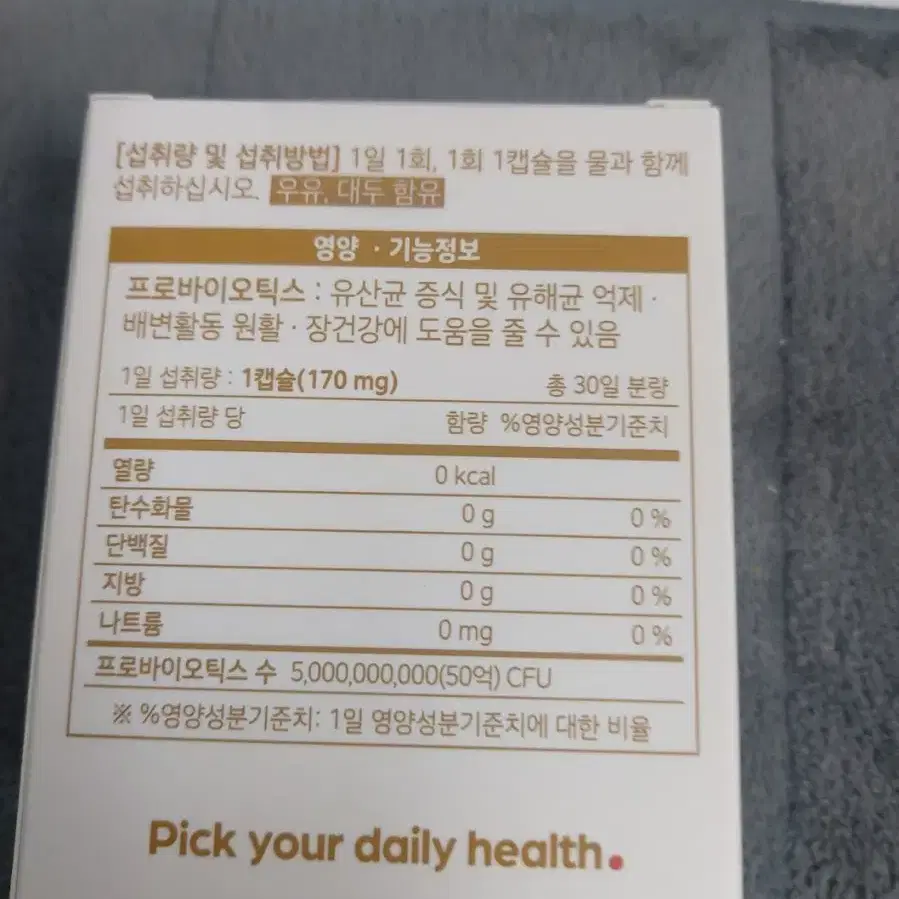 [섭취량 및 섭취방법] 1일 1회, 1회 1캡슐을 물과 함께
섭취하십시오. 우유, 대두 함유
영양 · 기능정보
프로바이오틱스 : 유산균 증식 및 유해균 억제 ·
배변활동 원활 · 장건강에 도움을 줄 수 있음
1일 섭취량 : 1캡슐(170 mg) 총 30일 분량
1일 섭취량 당 함량 %영양성분기준치
열량 0 kcal
탄수화물 0 g 0 %
단백질 0 g 0 %
지방 0 g 0 %
나트륨 0 mg 0 %
프로바이오틱스 수 5,000,000,000(50억) CFU
※ %영양성분기준치: 1일 영양성분기준치에 대한 비율
Pick your daily health.